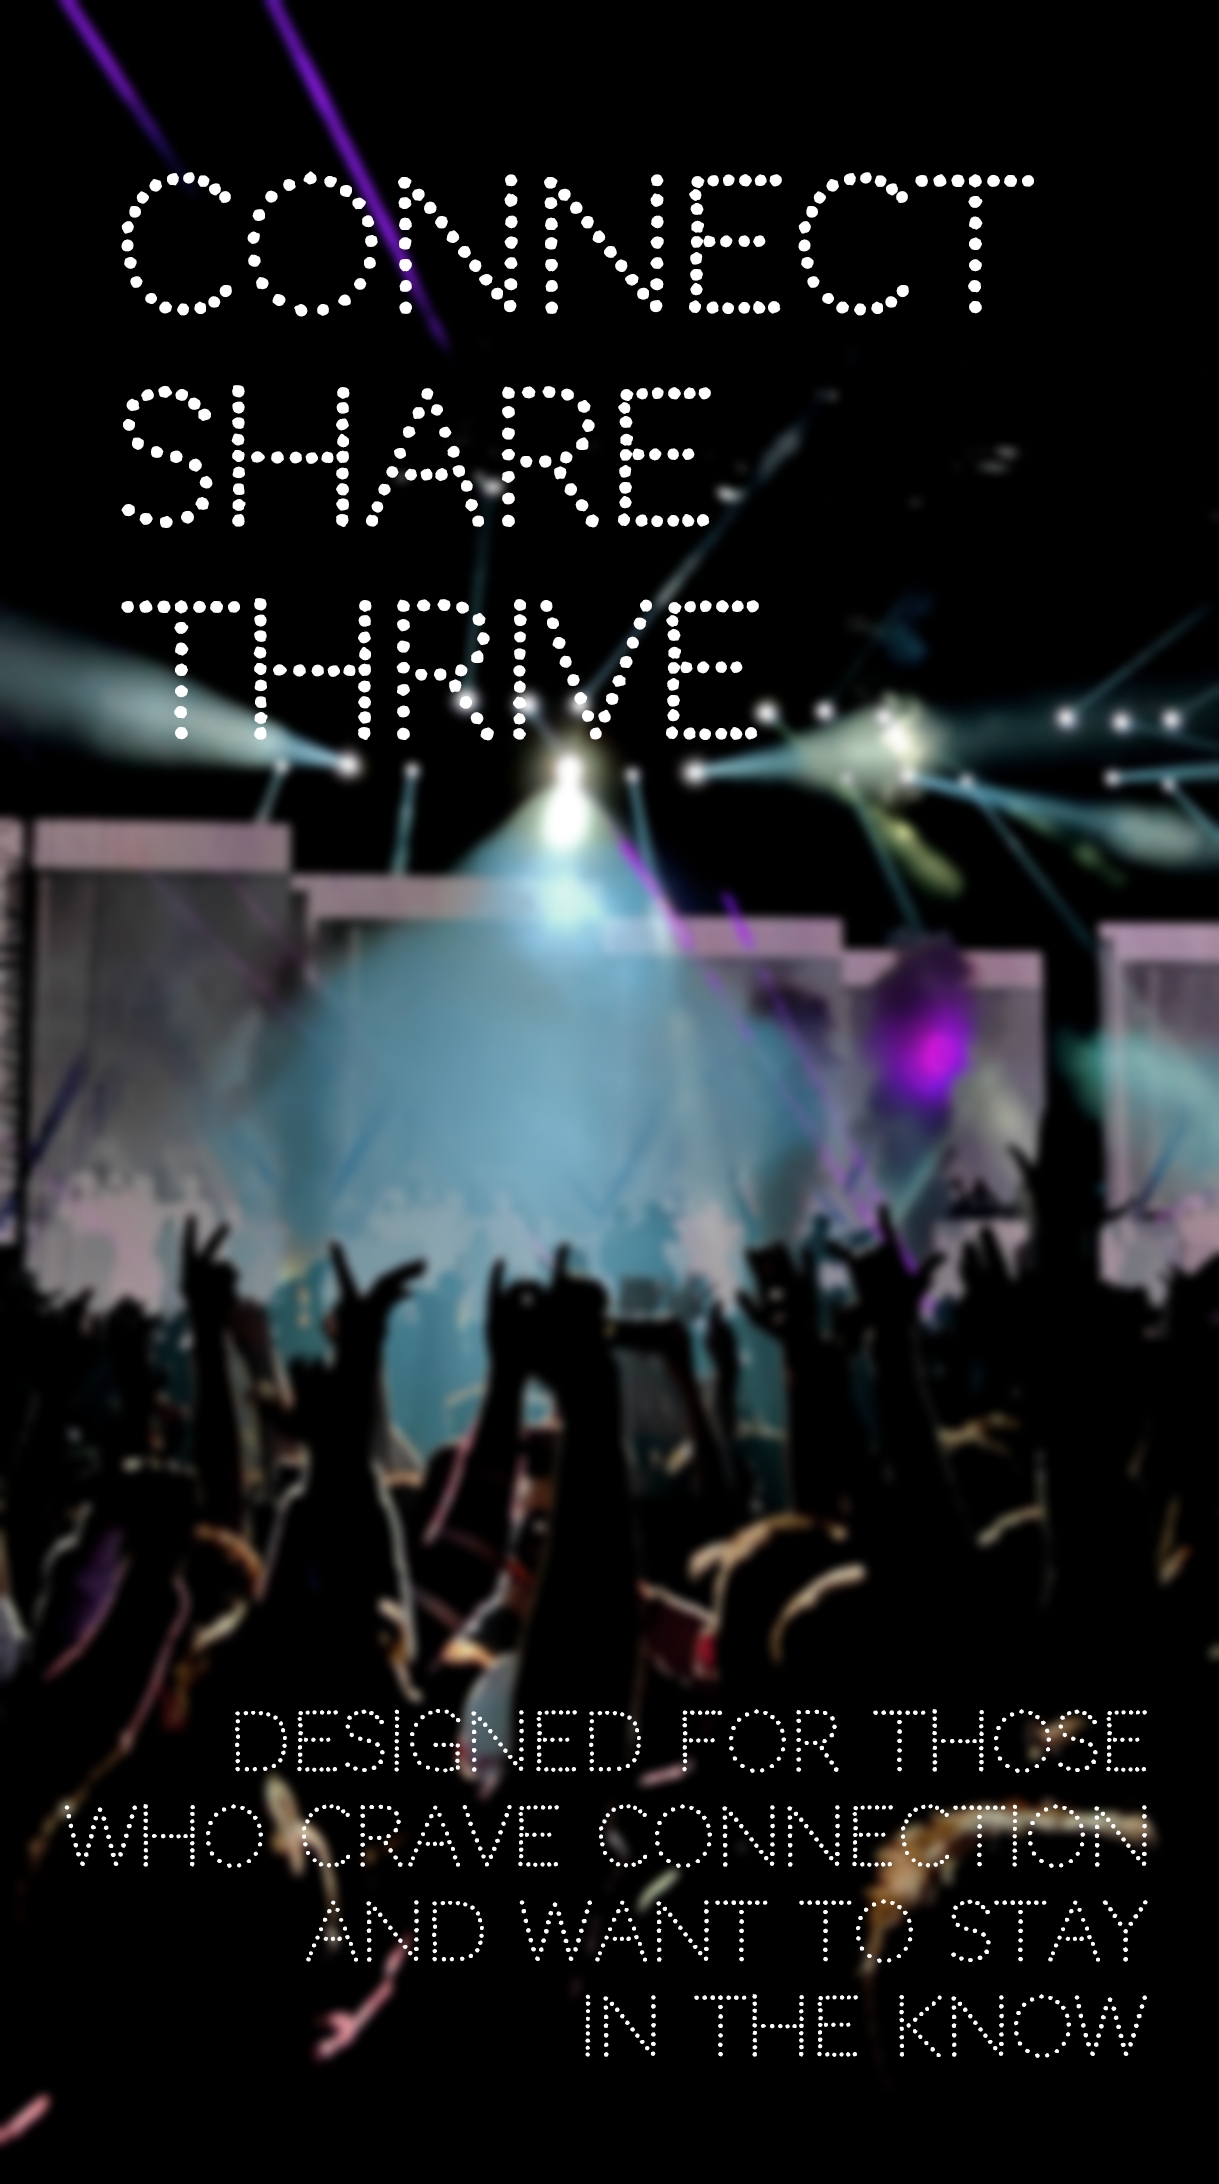 CONNECT
SHARE
THRIVE
DESIGNED FOR THOSE
WHO CRAVE CONNECTION
AND WANT TO STAY
IN THE KNOW